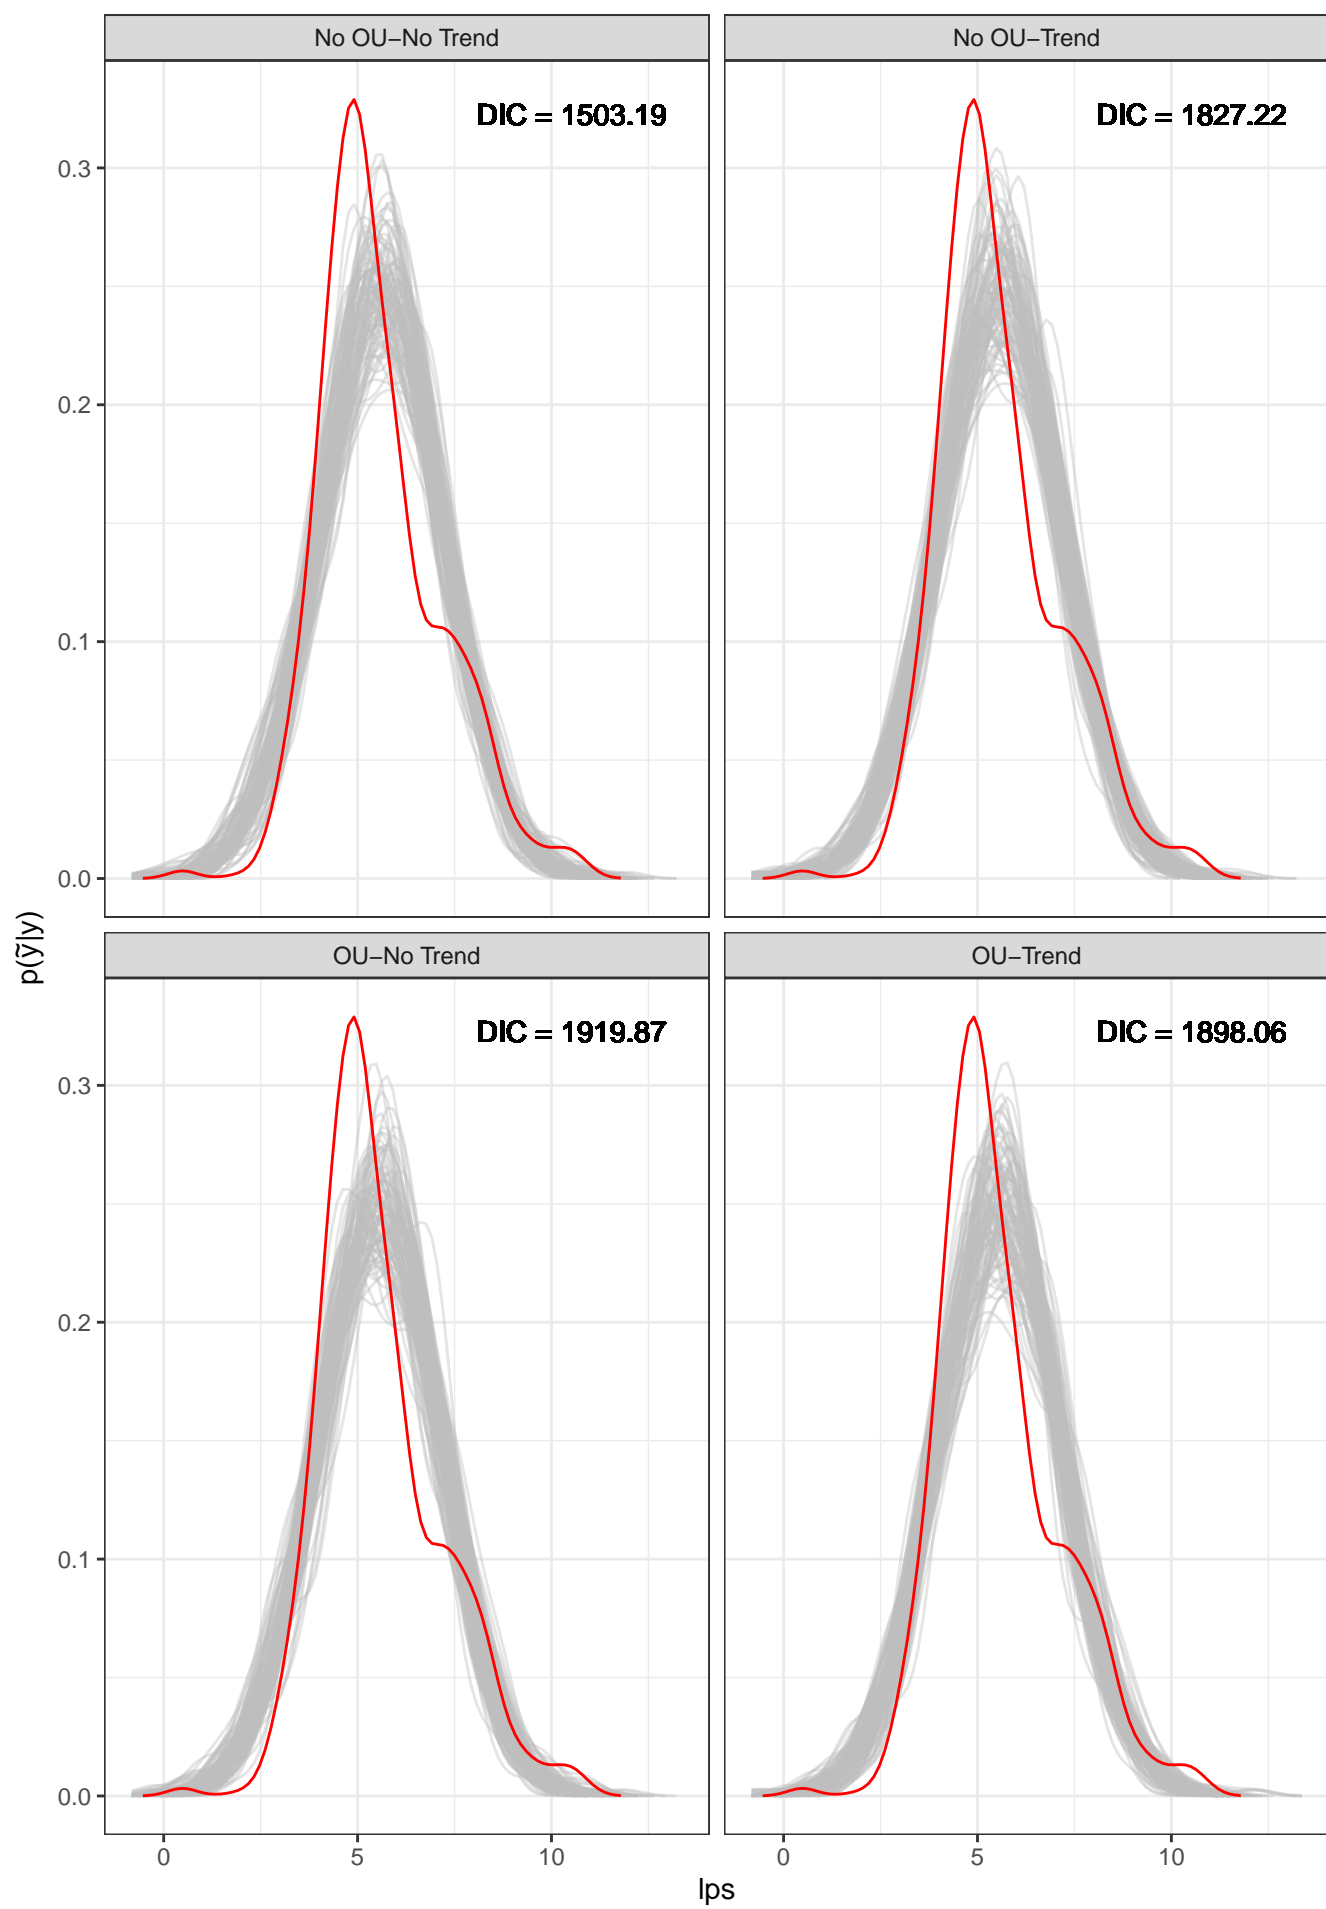 No OU–No Trend
No OU–Trend
DIC = 1503.19
DIC = 1827.22
0.3
0.2
0.1
0.0
p(ỹ|y)
OU–No Trend
OU–Trend
DIC = 1919.87
DIC = 1898.06
0.3
0.2
0.1
0.0
0 5 10
0 5 10
lps